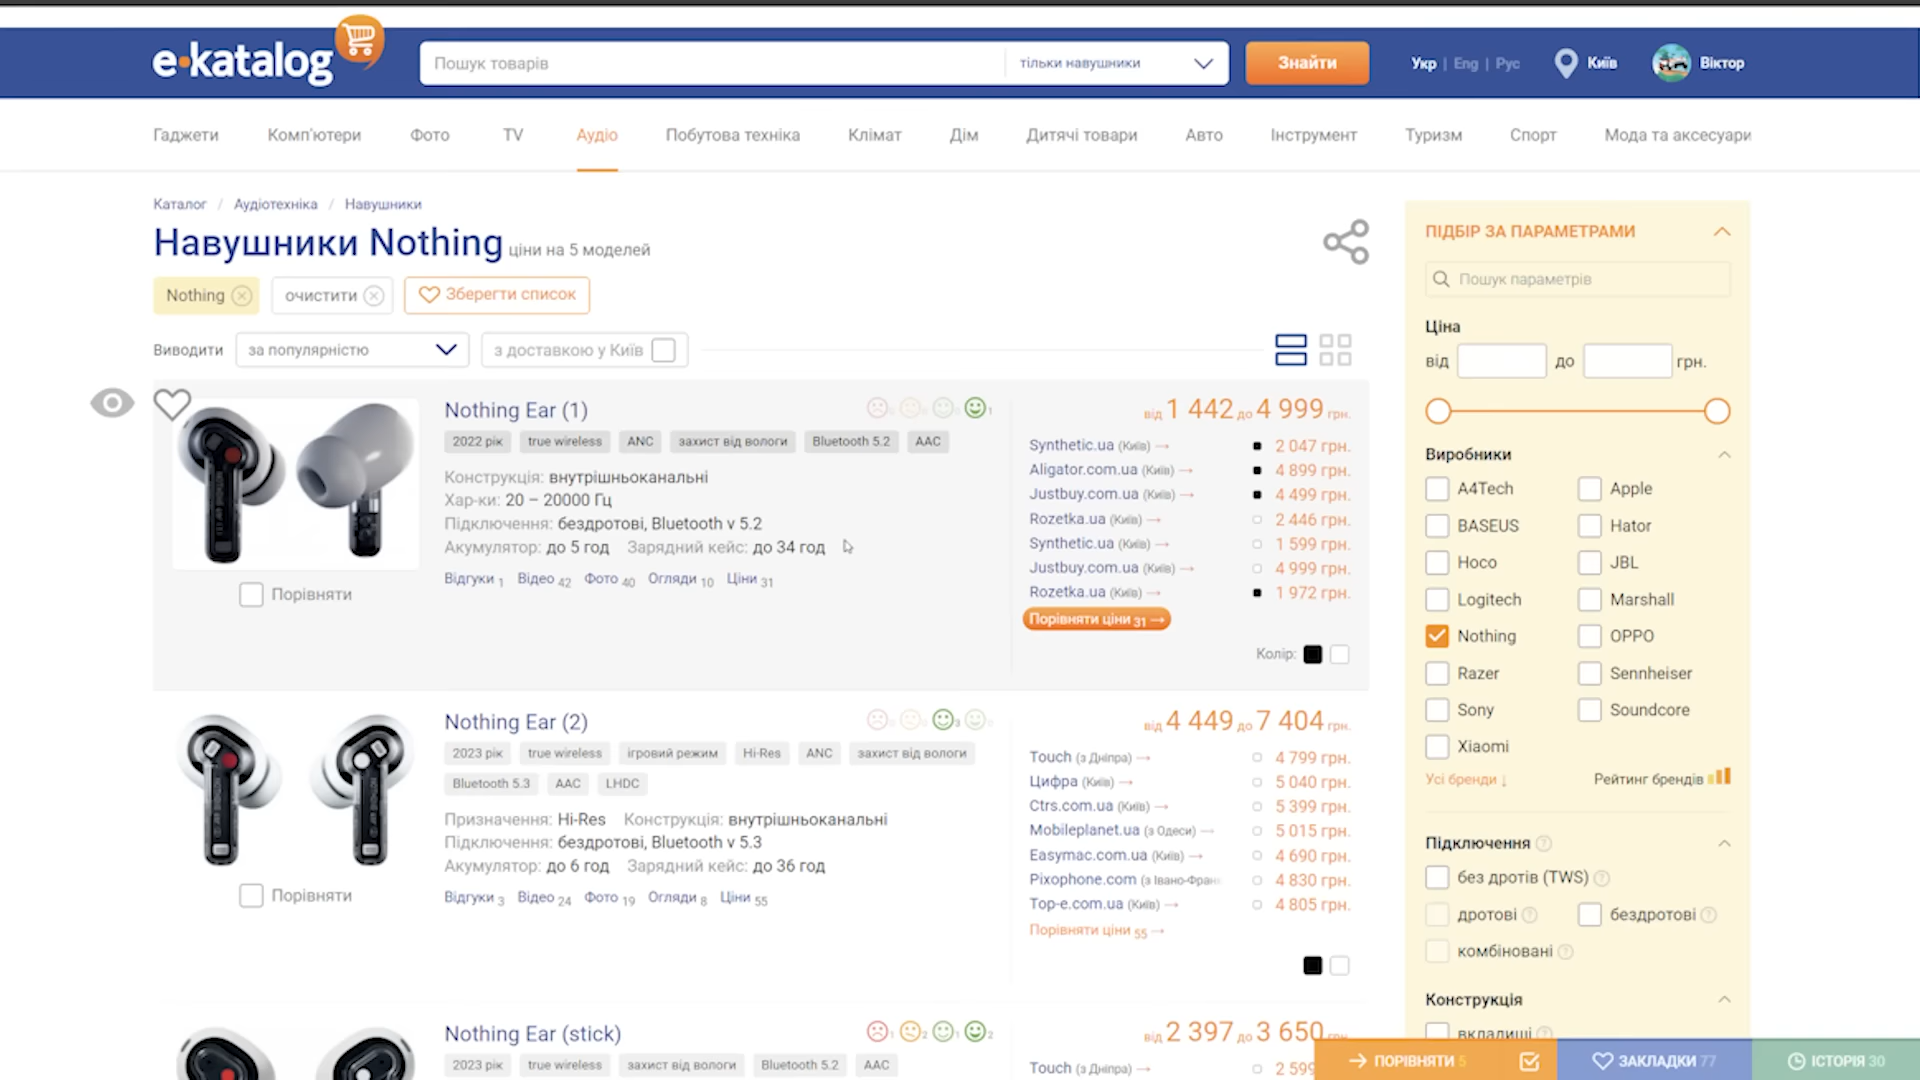 e-katalog
Пошук товарів
тільки навушники
Знайти
Укр | Eng | Рус
Київ
Віктор
Гаджети
Комп'ютери
Фото
TV
Аудіо
Побутова техніка
Клімат
Дім
Дитячі товари
Авто
Інструмент
Туризм
Спорт
Мода та аксесуари
Каталог / Аудіотехніка / Навушники
Навушники Nothing ціни на 5 моделей
Nothing
очистити
Зберегти список
Виводити
за популярністю
з доставкою у Київ
Nothing Ear (1)
1
2022 рік
true wireless
ANC
захист від вологи
Bluetooth 5.2
AAC
Конструкція: внутрішньоканальні
Хар-ки: 20 – 20000 Гц
Підключення: бездротові, Bluetooth v 5.2
Акумулятор: до 5 год Зарядний кейс: до 34 год
Відгуки 1 Відео 42 Фото 40 Огляди 10 Ціни 31
Порівняти
від 1 442 до 4 999 грн.
Synthetic.ua (Київ) → 2 047 грн.
Aligator.com.ua (Київ) → 4 899 грн.
Justbuy.com.ua (Київ) → 4 499 грн.
Rozetka.ua (Київ) → 2 446 грн.
Synthetic.ua (Київ) → 1 599 грн.
Justbuy.com.ua (Київ) → 4 999 грн.
Rozetka.ua (Київ) → 1 972 грн.
Порівняти ціни 31 →
Колір:
Nothing Ear (2)
3
2023 рік
true wireless
ігровий режим
Hi-Res
ANC
захист від вологи
Bluetooth 5.3
AAC
LHDC
Призначення: Hi-Res Конструкція: внутрішньоканальні
Підключення: бездротові, Bluetooth v 5.3
Акумулятор: до 6 год Зарядний кейс: до 36 год
Відгуки 3 Відео 24 Фото 19 Огляди 8 Ціни 55
Порівняти
від 4 449 до 7 404 грн.
Touch (з Дніпра) → 4 799 грн.
Цифра (Київ) → 5 040 грн.
Ctrs.com.ua (Київ) → 5 399 грн.
Mobileplanet.ua (з Одеси) → 5 015 грн.
Easymac.com.ua (Київ) → 4 690 грн.
Pixophone.com (з Івано-Фран 4 830 грн.
Top-e.com.ua (Київ) → 4 805 грн.
Порівняти ціни 55 →
Nothing Ear (stick)
1 2 1 2
2023 рік
true wireless
захист від вологи
Bluetooth 5.2
AAC
від 2 397 до 3 650 грн.
Touch (з Дніпра) → 2 599
ПІДБІР ЗА ПАРАМЕТРАМИ
Пошук параметрів
Ціна
від до грн.
Виробники
A4Tech
Apple
BASEUS
Hator
Hoco
JBL
Logitech
Marshall
Nothing
OPPO
Razer
Sennheiser
Sony
Soundcore
Xiaomi
Усі бренди ↓
Рейтинг брендів
Підключення ?
без дротів (TWS) ?
дротові ?
бездротові ?
комбіновані ?
Конструкція
вкладиші ?
→ ПОРІВНЯТИ 5
ЗАКЛАДКИ 77
ІСТОРІЯ 30